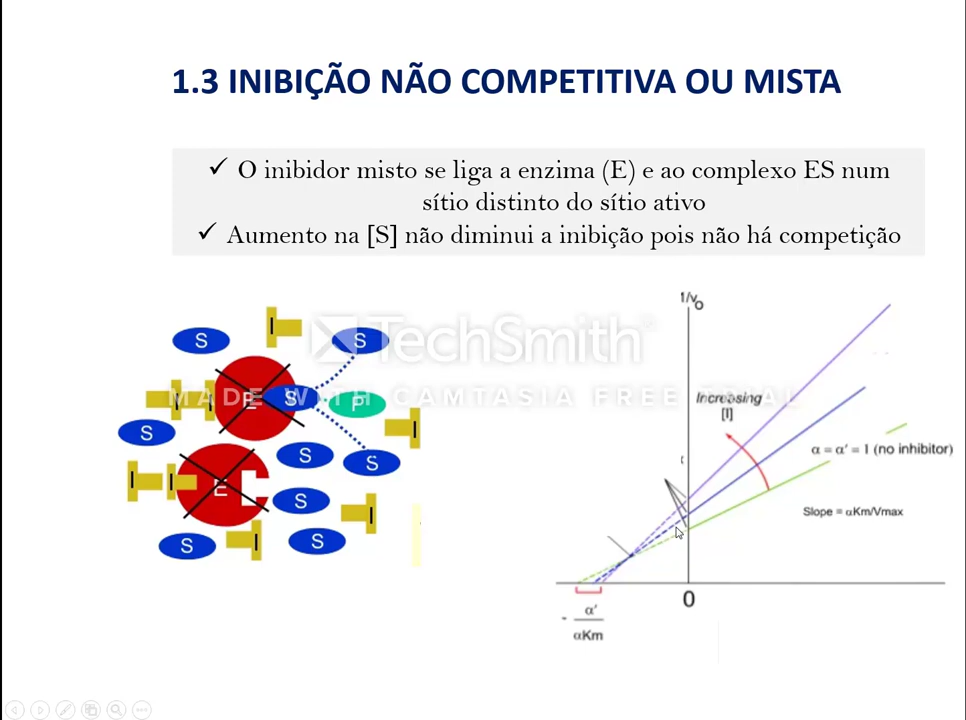 1.3 INIBIÇÃO NÃO COMPETITIVA OU MISTA
✓ O inibidor misto se liga a enzima (E) e ao complexo ES num
sítio distinto do sítio ativo
✓ Aumento na [S] não diminui a inibição pois não há competição
TechSmith
MADE WITH CAMTASIA FREE TRIAL
I
S
S
I
I
E
S
P
S
I
S
S
I
I
E
S
I
I
S
S
1/vo
Increasing
[I]
α = α' = 1 (no inhibitor)
Slope = αKm/Vmax
0
- α'
αKm